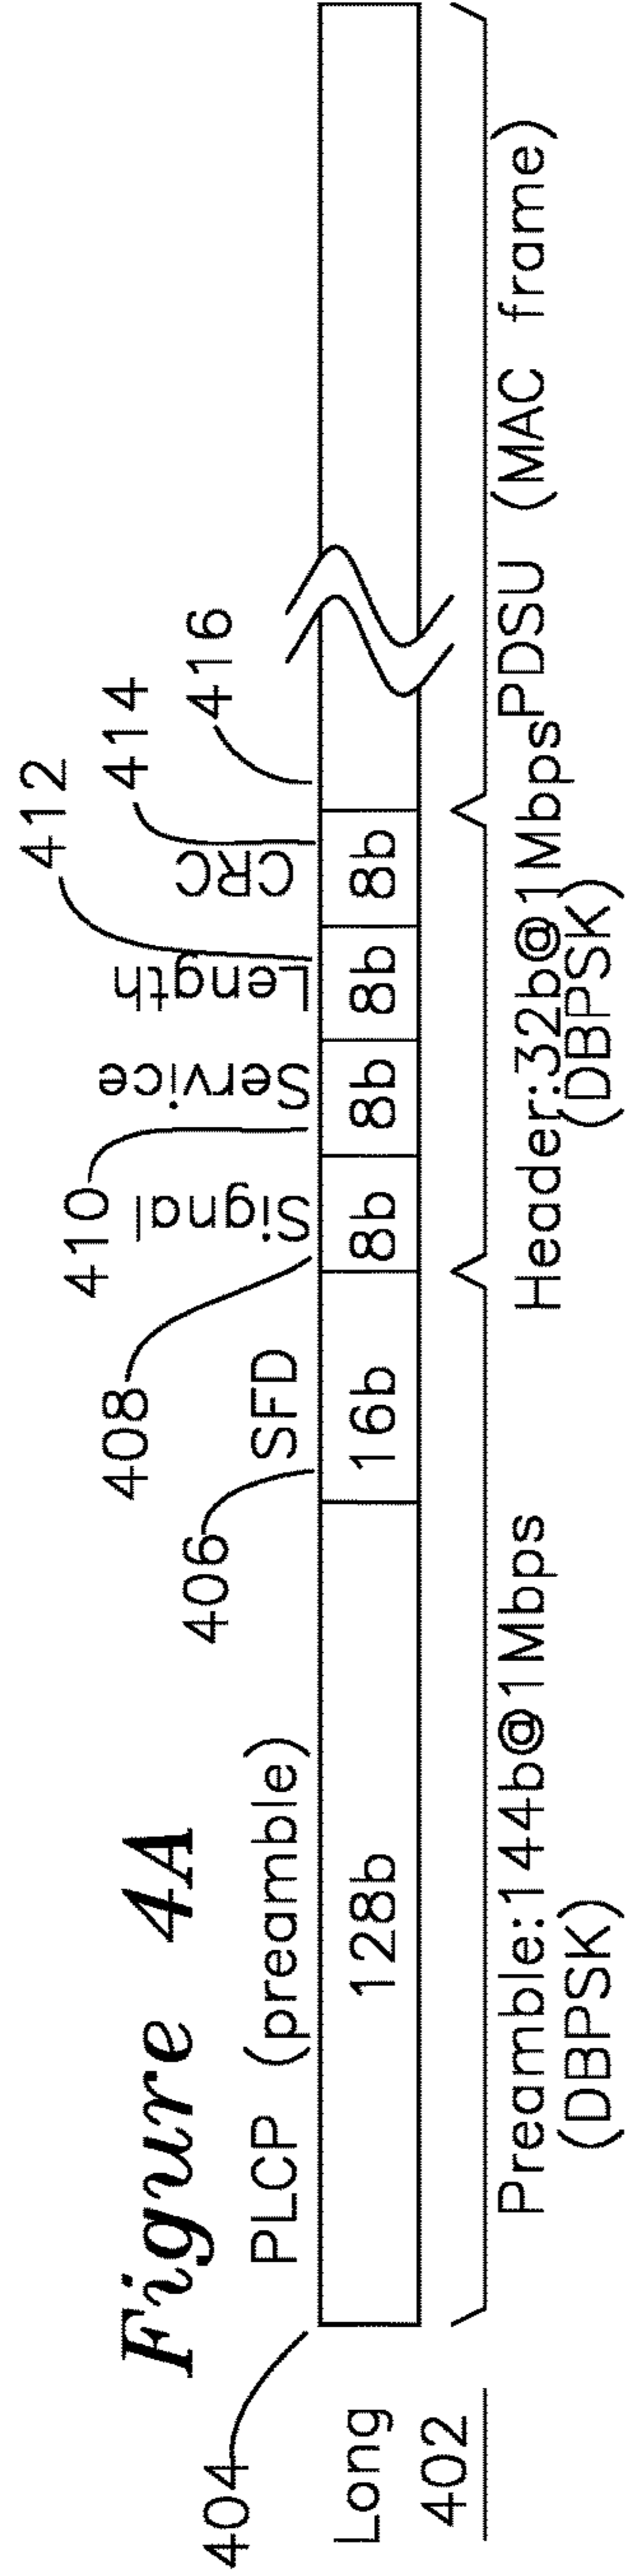 Figure 4A
412
414
416
410
408
406
404
PLCP (preamble)
SFD
Signal
Service
Length
CRC
Long
402
128b
16b
8b
8b
8b
8b
Preamble:144b@1Mbps
(DBPSK)
Header:32b@1Mbps
(DBPSK)
PDSU (MAC frame)